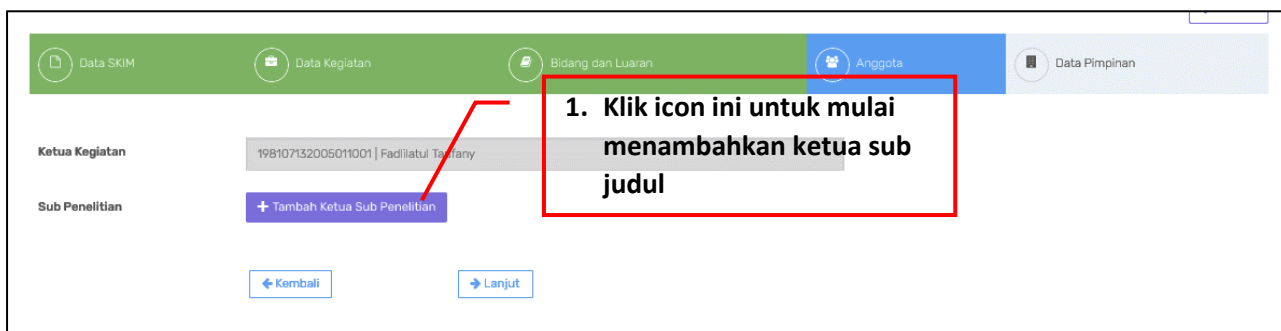 Data SKIM
Data Kegiatan
Bidang dan Luaran
Anggota
Data Pimpinan
1. Klik icon ini untuk mulai
menambahkan ketua sub
judul
Ketua Kegiatan
198107132005011001 | Fadlilatul Taufany
Sub Penelitian
+ Tambah Ketua Sub Penelitian
Kembali
Lanjut